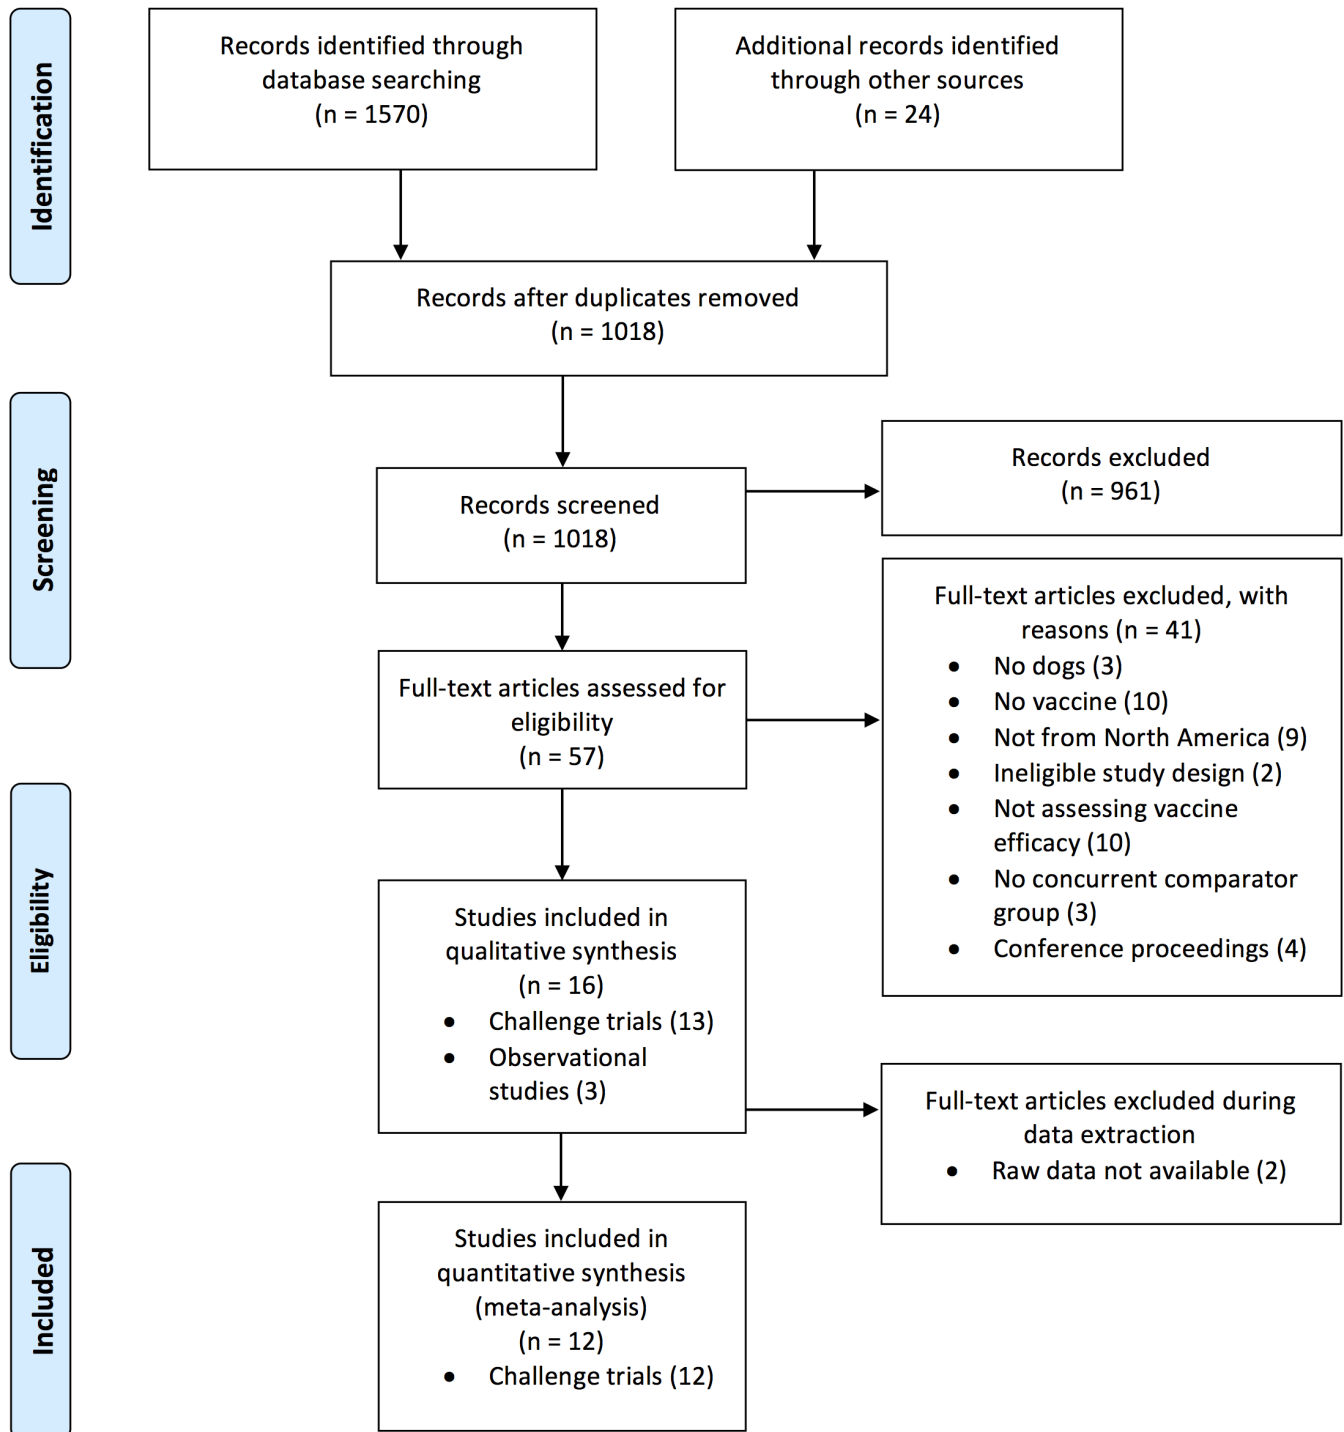 Identification
Records identified through
database searching
(n = 1570)
Additional records identified
through other sources
(n = 24)
Records after duplicates removed
(n = 1018)
Screening
Records screened
(n = 1018)
Records excluded
(n = 961)
Full-text articles assessed for
eligibility
(n = 57)
Full-text articles excluded, with
reasons (n = 41)
• No dogs (3)
• No vaccine (10)
• Not from North America (9)
• Ineligible study design (2)
• Not assessing vaccine
efficacy (10)
• No concurrent comparator
group (3)
• Conference proceedings (4)
Eligibility
Studies included in
qualitative synthesis
(n = 16)
• Challenge trials (13)
• Observational
studies (3)
Full-text articles excluded during
data extraction
• Raw data not available (2)
Included
Studies included in
quantitative synthesis
(meta-analysis)
(n = 12)
• Challenge trials (12)